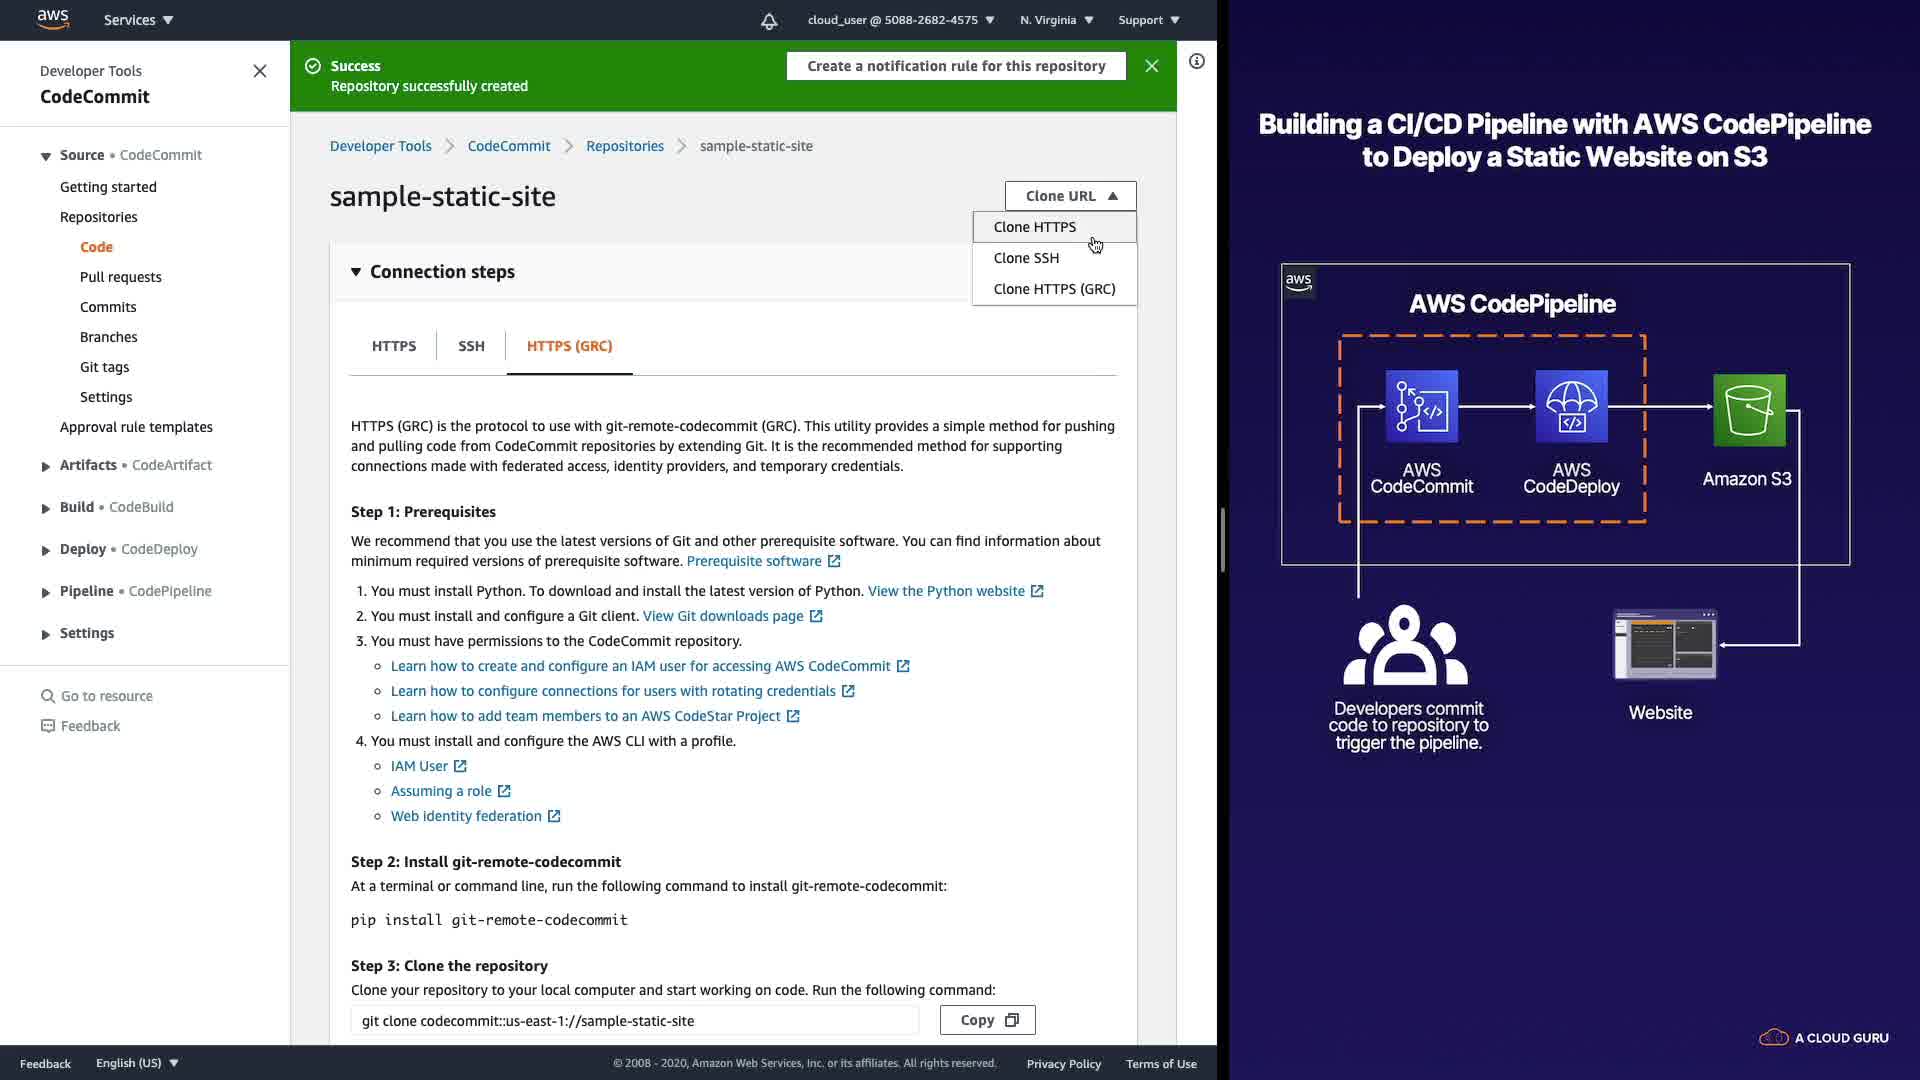 aws
Services
cloud_user @ 5088-2682-4575
N. Virginia
Support
Developer Tools
CodeCommit
Source • CodeCommit
Getting started
Repositories
Code
Pull requests
Commits
Branches
Git tags
Settings
Approval rule templates
Artifacts • CodeArtifact
Build • CodeBuild
Deploy • CodeDeploy
Pipeline • CodePipeline
Settings
Go to resource
Feedback
Success
Repository successfully created
Create a notification rule for this repository
Developer Tools
CodeCommit
Repositories
sample-static-site
sample-static-site
Clone URL
Clone HTTPS
Clone SSH
Clone HTTPS (GRC)
Connection steps
HTTPS
SSH
HTTPS (GRC)
HTTPS (GRC) is the protocol to use with git-remote-codecommit (GRC). This utility provides a simple method for pushing
and pulling code from CodeCommit repositories by extending Git. It is the recommended method for supporting
connections made with federated access, identity providers, and temporary credentials.
Step 1: Prerequisites
We recommend that you use the latest versions of Git and other prerequisite software. You can find information about
minimum required versions of prerequisite software. Prerequisite software
1. You must install Python. To download and install the latest version of Python. View the Python website
2. You must install and configure a Git client. View Git downloads page
3. You must have permissions to the CodeCommit repository.
Learn how to create and configure an IAM user for accessing AWS CodeCommit
Learn how to configure connections for users with rotating credentials
Learn how to add team members to an AWS CodeStar Project
4. You must install and configure the AWS CLI with a profile.
IAM User
Assuming a role
Web identity federation
Step 2: Install git-remote-codecommit
At a terminal or command line, run the following command to install git-remote-codecommit:
pip install git-remote-codecommit
Step 3: Clone the repository
Clone your repository to your local computer and start working on code. Run the following command:
git clone codecommit::us-east-1://sample-static-site
Copy
Feedback
English (US)
© 2008 - 2020, Amazon Web Services, Inc. or its affiliates. All rights reserved.
Privacy Policy
Terms of Use
Building a CI/CD Pipeline with AWS CodePipeline
to Deploy a Static Website on S3
aws
AWS CodePipeline
AWS
CodeCommit
AWS
CodeDeploy
Amazon S3
Developers commit
code to repository to
trigger the pipeline.
Website
A CLOUD GURU